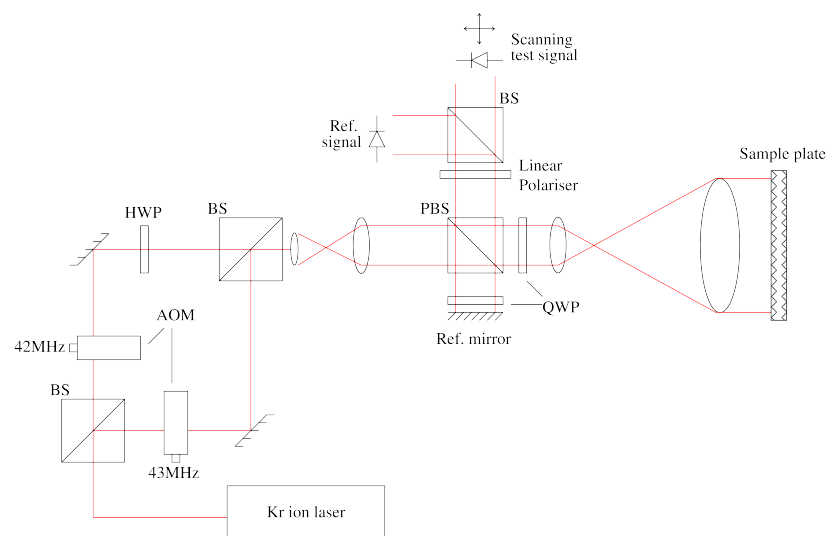 Scanning
test signal
BS
Ref.
signal
Linear
Polariser
Sample plate
HWP
BS
PBS
QWP
Ref. mirror
AOM
42MHz
BS
43MHz
Kr ion laser